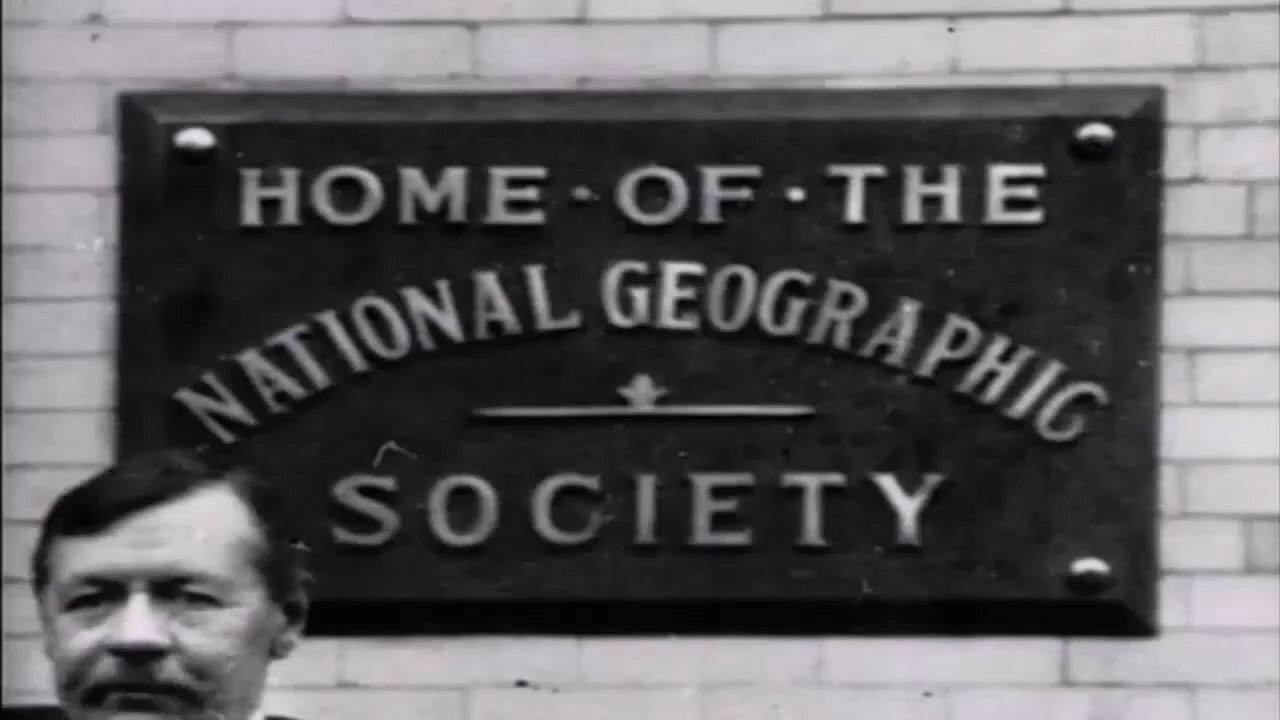 HOME · OF · THE
NATIONAL GEOGRAPHIC
SOCIETY